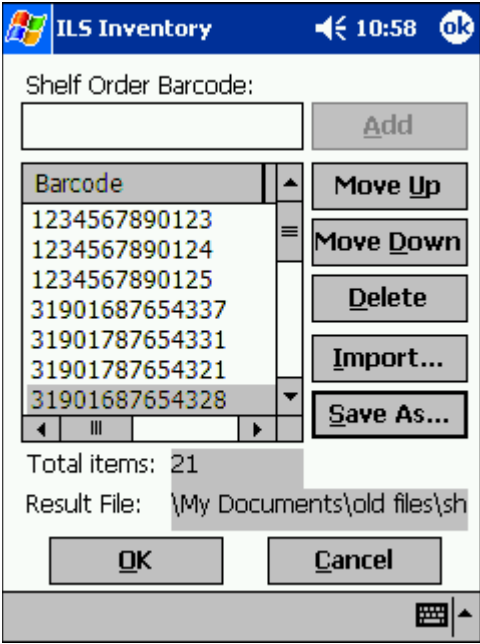 ILS Inventory 10:58 ok
Shelf Order Barcode:
Add
Barcode
Move Up
1234567890123
1234567890124
Move Down
1234567890125
31901687654337
Delete
31901787654331
31901787654321
Import...
31901687654328
Save As...
Total items: 21
Result File: \My Documents\old files\sh
OK Cancel